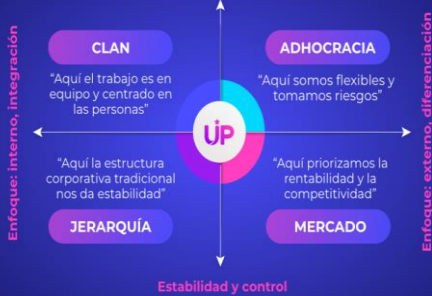 CLAN
"Aquí el trabajo es en
equipo y centrado en
las personas"
ADHOCRACIA
"Aquí somos flexibles y
tomamos riesgos"
Enfoque: interno, integración
UP
Enfoque: externo, diferenciación
"Aquí la estructura
corporativa tradicional
nos da estabilidad"
JERARQUÍA
"Aquí priorizamos la
rentabilidad y la
competitividad"
MERCADO
Estabilidad y control